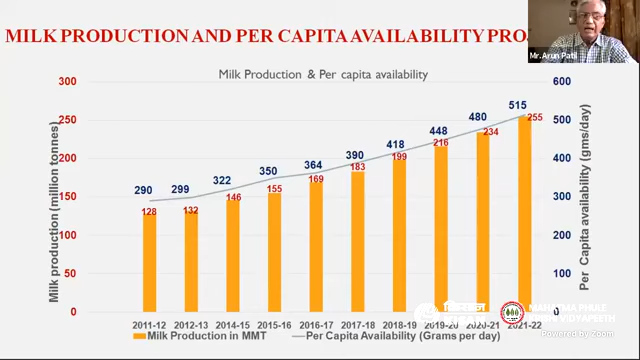 MILK PRODUCTION AND PER CAPITA AVAILABILITY PRO
Mr. Arun Patil
Milk Production & Per capita availability
Milk production (million tonnes)
300
250
200
150
100
50
0
290 299 322 350 364 390 418 448 480 515
128 132 146 155 169 183 199 216 234 255
600
500
400
300
200
100
0
Per Capita availability (gms/day)
2011-12 2012-13 2014-15 2015-16 2016-17 2017-18 2018-19 2019-20 2020-21 2021-22
Milk Production in MMT Per Capita Availability (Grams per day)
MAHATMA PHULE
KRISHI VIDYAPEETH
Powered by Zoom